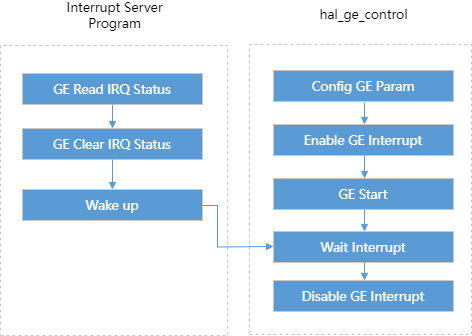 Interrupt Server
Program
GE Read IRQ Status
GE Clear IRQ Status
Wake up
hal_ge_control
Config GE Param
Enable GE Interrupt
GE Start
Wait Interrupt
Disable GE Interrupt